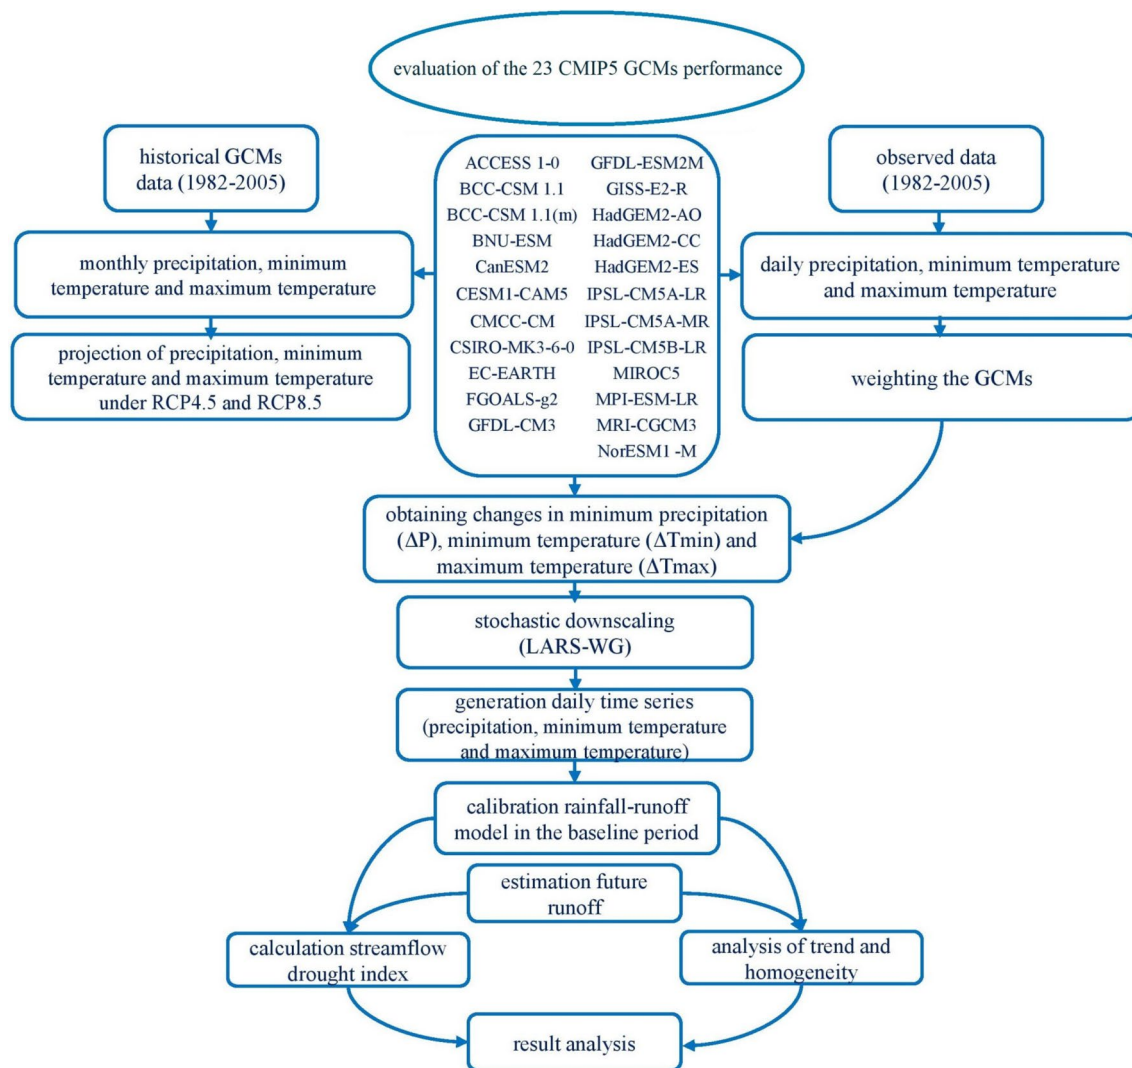 evaluation of the 23 CMIP5 GCMs performance
historical GCMs
data (1982-2005)
monthly precipitation, minimum
temperature and maximum temperature
projection of precipitation, minimum
temperature and maximum temperature
under RCP4.5 and RCP8.5
ACCESS 1-0
BCC-CSM 1.1
BCC-CSM 1.1(m)
BNU-ESM
CanESM2
CESM1-CAM5
CMCC-CM
CSIRO-MK3-6-0
EC-EARTH
FGOALS-g2
GFDL-CM3
GFDL-ESM2M
GISS-E2-R
HadGEM2-AO
HadGEM2-CC
HadGEM2-ES
IPSL-CM5A-LR
IPSL-CM5A-MR
IPSL-CM5B-LR
MIROC5
MPI-ESM-LR
MRI-CGCM3
NorESM1 -M
observed data
(1982-2005)
daily precipitation, minimum temperature
and maximum temperature
weighting the GCMs
obtaining changes in minimum precipitation
(ΔP), minimum temperature (ΔTmin) and
maximum temperature (ΔTmax)
stochastic downscaling
(LARS-WG)
generation daily time series
(precipitation, minimum temperature
and maximum temperature)
calibration rainfall-runoff
model in the baseline period
estimation future
runoff
calculation streamflow
drought index
analysis of trend and
homogeneity
result analysis